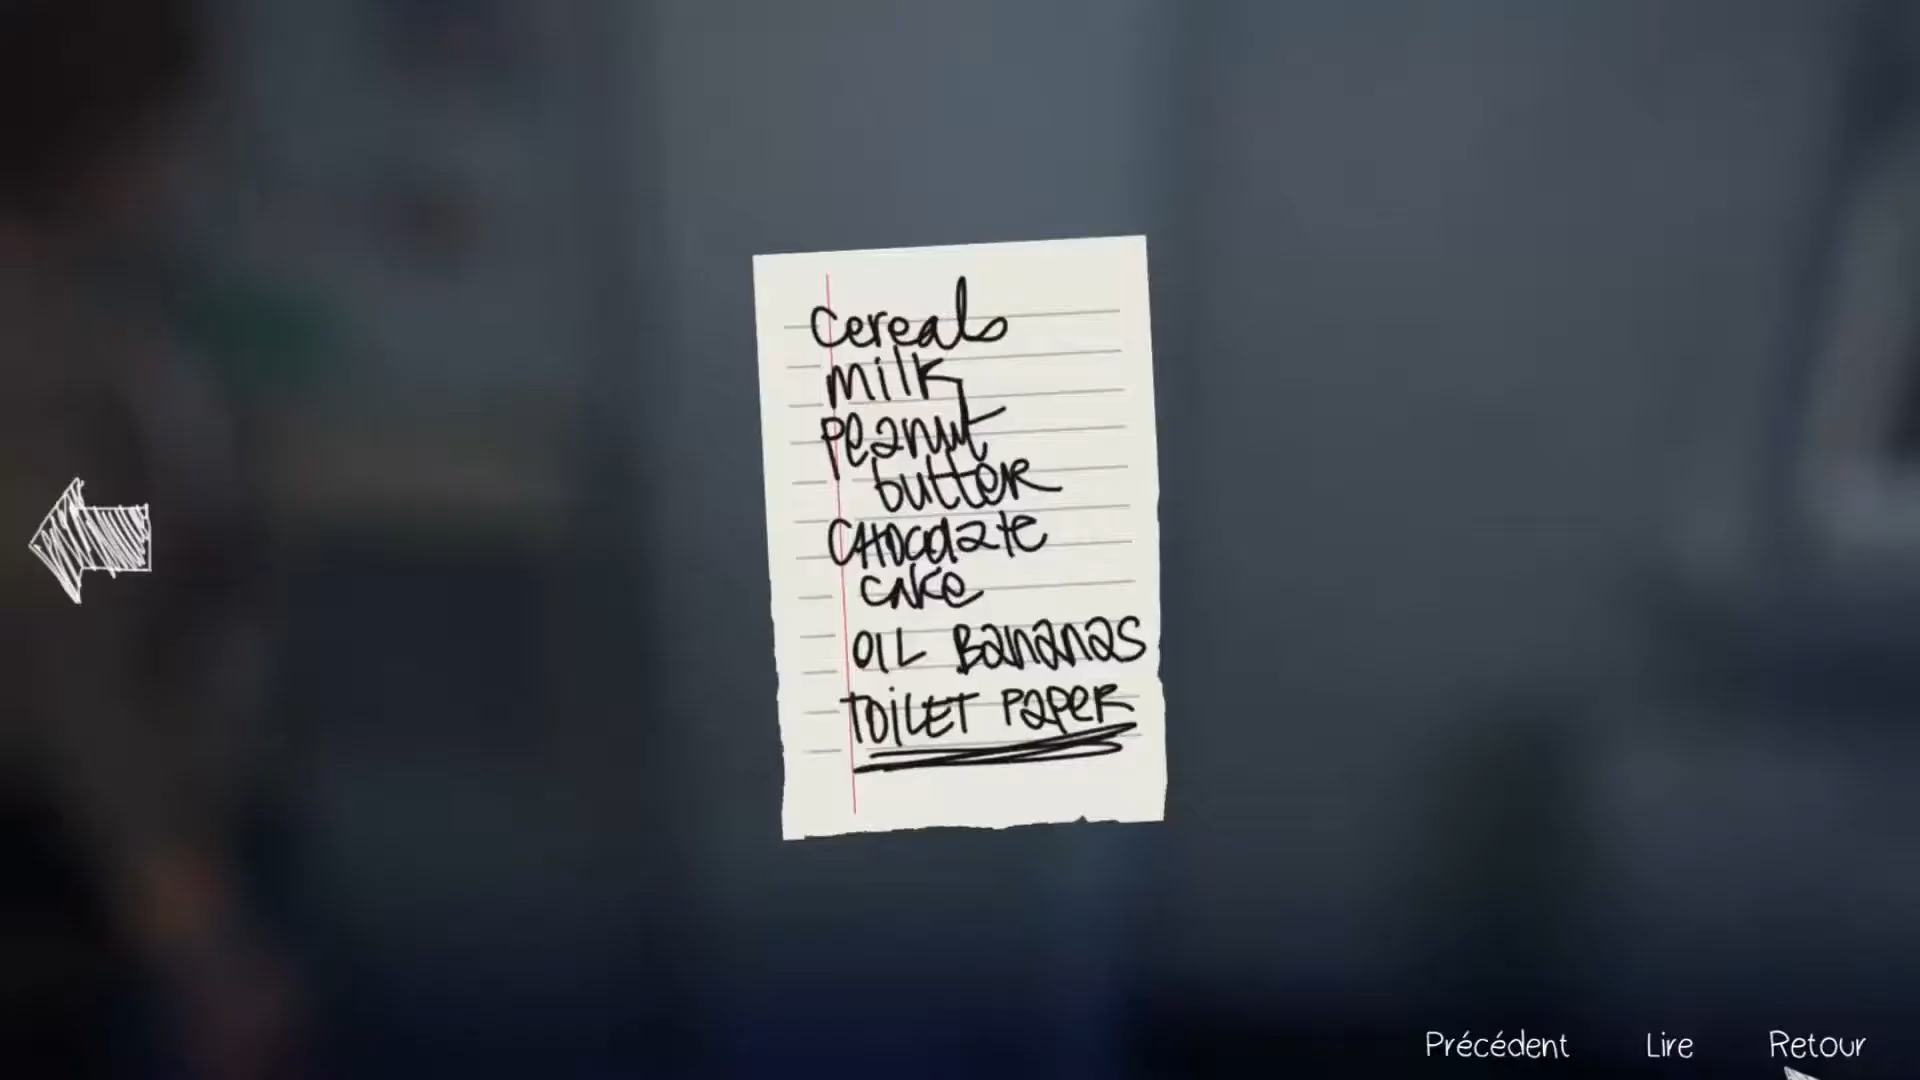 cereals
milk
peanut
butter
CHocolate
cake
OIL Bananas
TOiLET PaPeR
Précédent Lire Retour